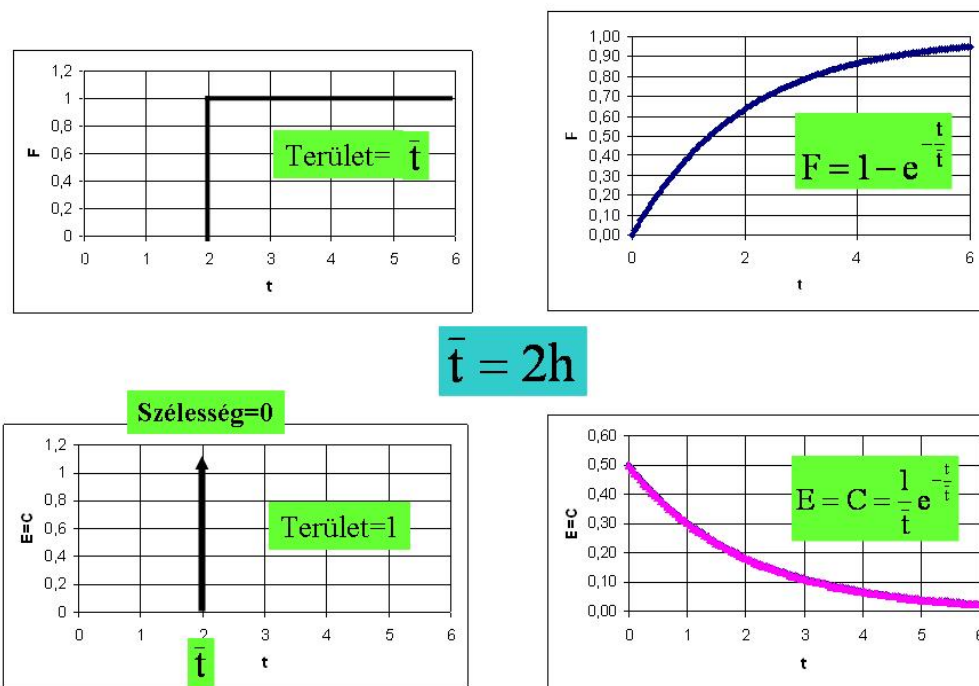 1,2
1
0,8
0,6
0,4
0,2
0
F
0 1 2 3 4 5 6
t
Terület= t̄
1,00
0,90
0,80
0,70
0,60
0,50
0,40
0,30
0,20
0,10
0,00
F
0 2 4 6
t
F = 1 − e^(−t/t̄)
t̄ = 2h
Szélesség=0
1,2
1
0,8
0,6
0,4
0,2
0
E=C
0 1 2 3 4 5 6
t̄ t
Terület=1
0,60
0,50
0,40
0,30
0,20
0,10
0,00
E=C
0 1 2 3 4 5 6
t
E = C = 1/t̄ e^(−t/t̄)